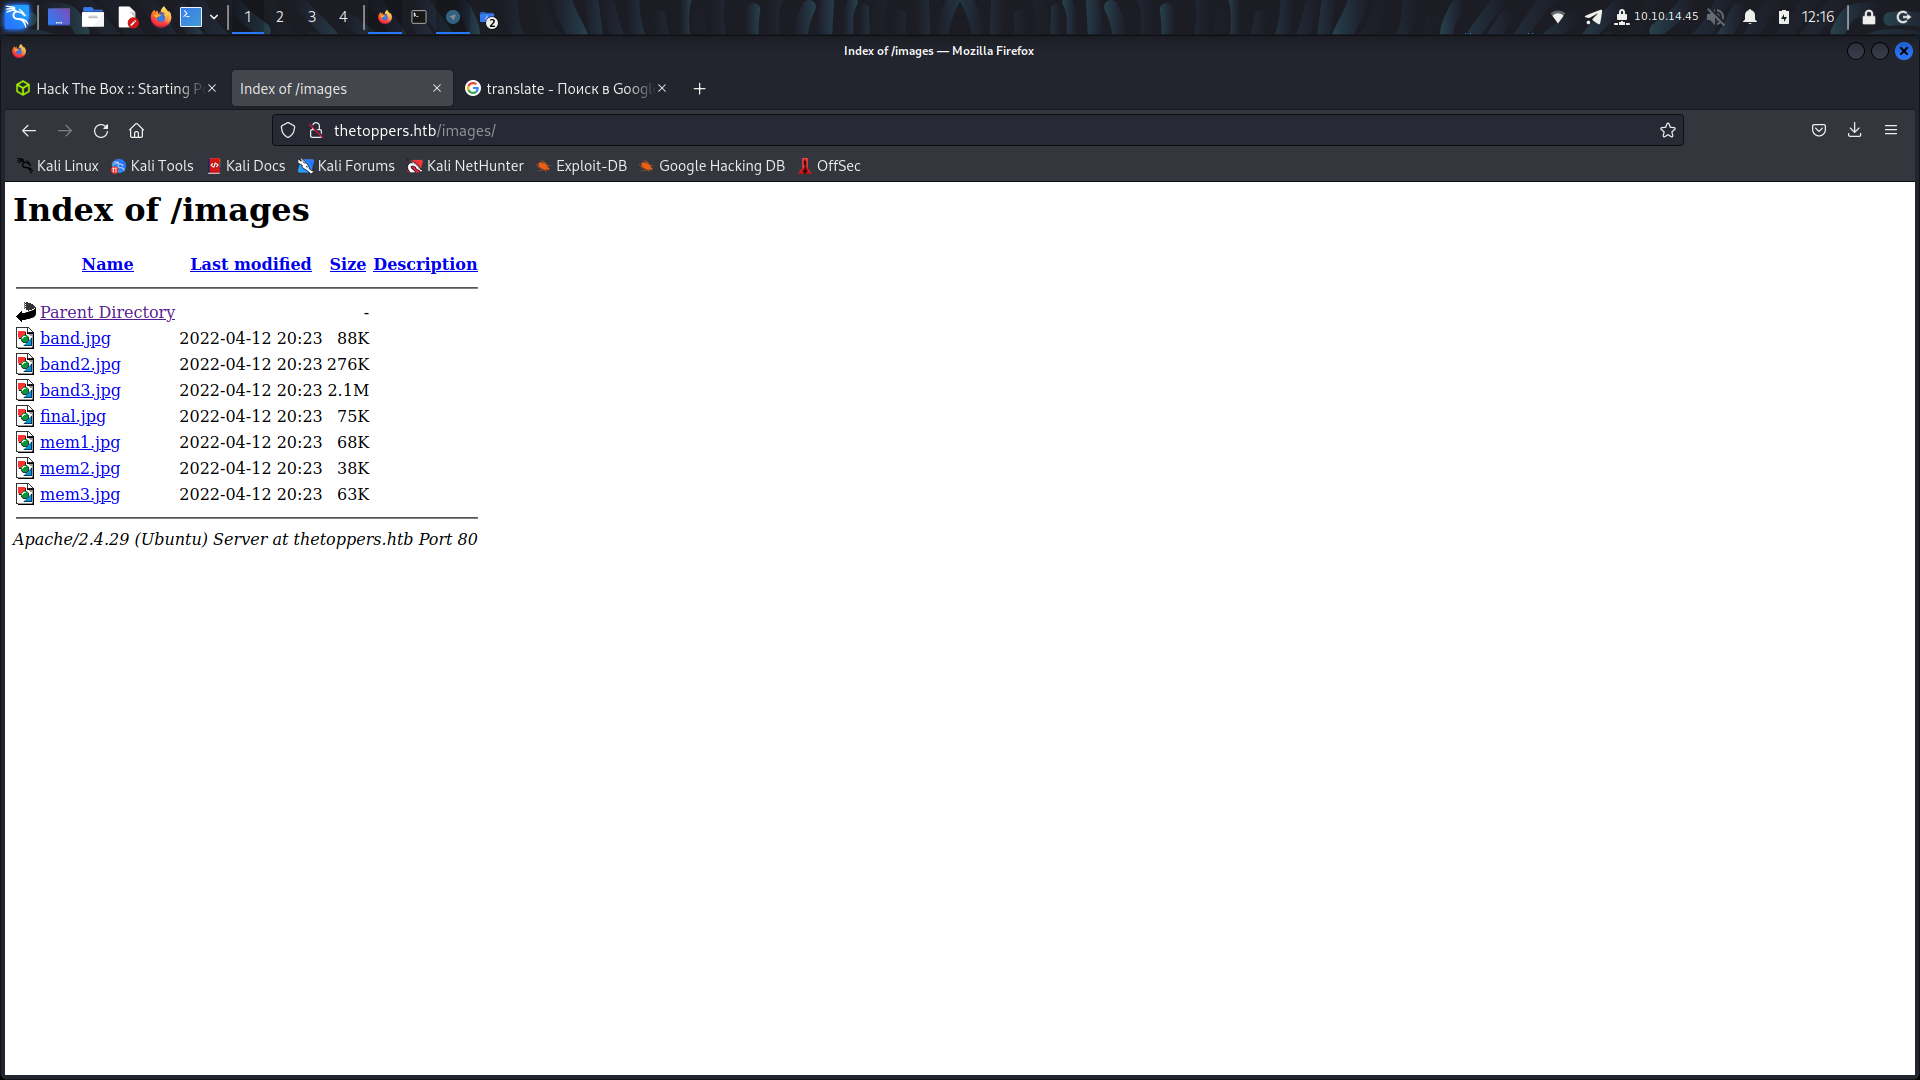 1 2 3 4 2 10.10.14.45 12:16
Index of /images — Mozilla Firefox
Hack The Box :: Starting P Index of /images translate - Поиск в Googl
thetoppers.htb/images/
Kali Linux Kali Tools Kali Docs Kali Forums Kali NetHunter Exploit-DB Google Hacking DB OffSec
Index of /images
Name Last modified Size Description
Parent Directory -
band.jpg 2022-04-12 20:23 88K
band2.jpg 2022-04-12 20:23 276K
band3.jpg 2022-04-12 20:23 2.1M
final.jpg 2022-04-12 20:23 75K
mem1.jpg 2022-04-12 20:23 68K
mem2.jpg 2022-04-12 20:23 38K
mem3.jpg 2022-04-12 20:23 63K
Apache/2.4.29 (Ubuntu) Server at thetoppers.htb Port 80